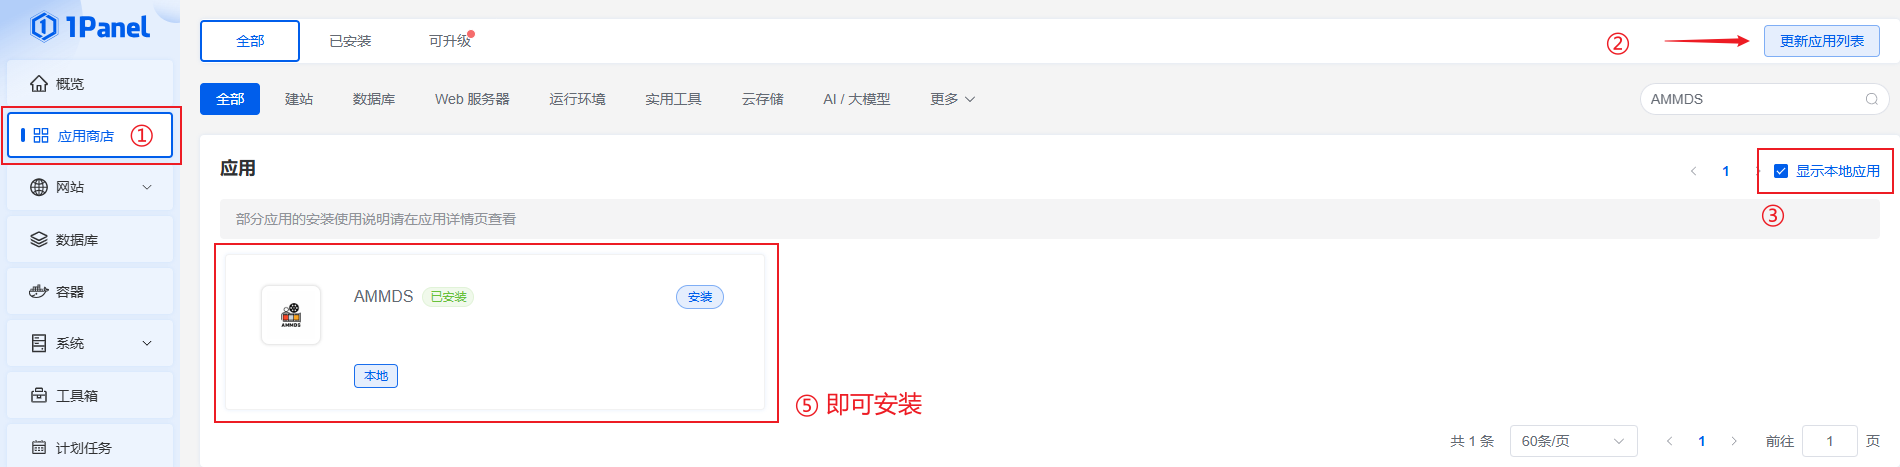 1Panel
全部
已安装
可升级
②
更新应用列表
概览
全部
建站
数据库
Web 服务器
运行环境
实用工具
云存储
AI / 大模型
更多
AMMDS
应用商店
①
应用
1
显示本地应用
网站
部分应用的安装使用说明请在应用详情页查看
③
数据库
容器
AMMDS
AMMDS
已安装
安装
系统
本地
工具箱
⑤ 即可安装
计划任务
共 1 条
60条/页
1
前往
1
页